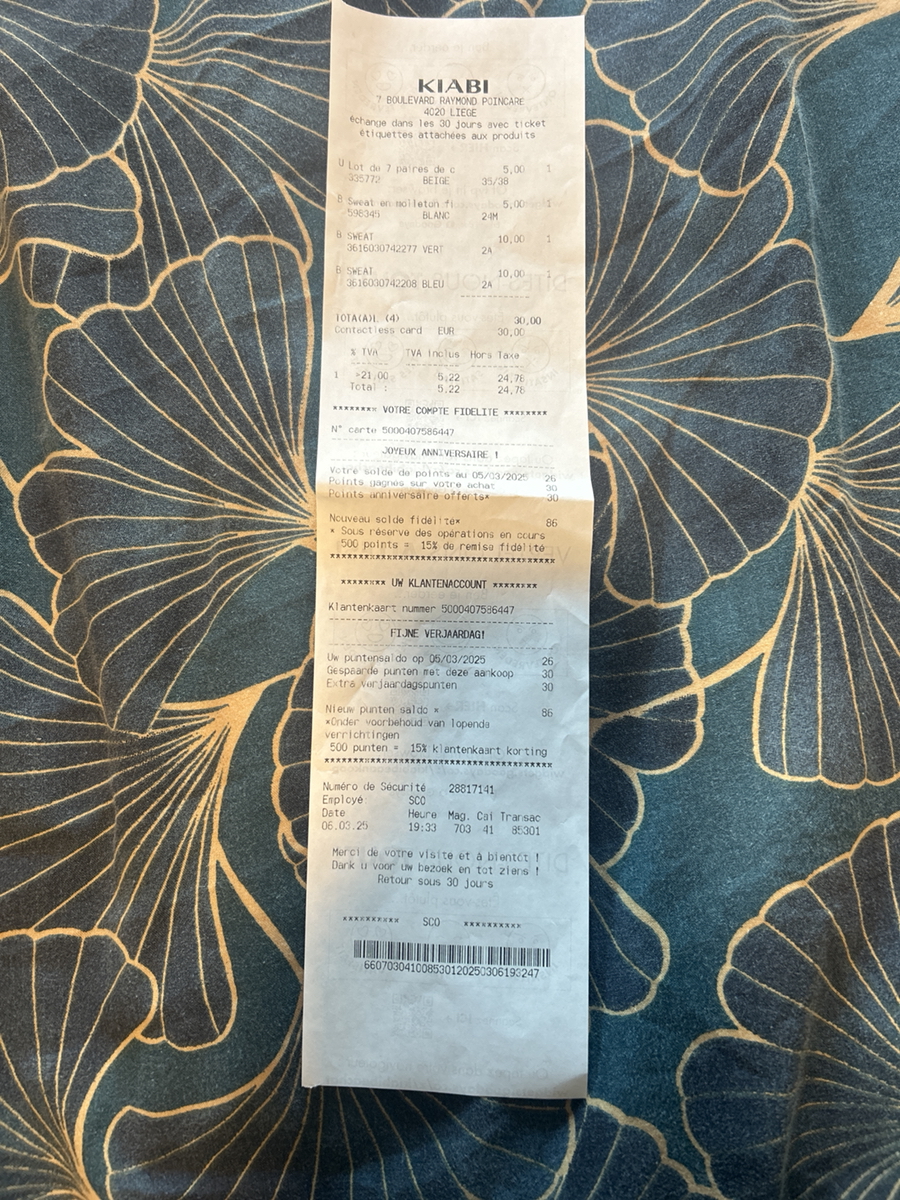 KIABI
7 BOULEVARD RAYMOND POINCARE
4020 LIEGE
échange dans les 30 jours avec ticket
étiquettes attachées aux produits
U Lot de 7 paires de c 5,00 1
335772 BEIGE 35/38
B Sweat en molleton fi 5,00 1
598345 BLANC 24M
B SWEAT 10,00 1
3616030742277 VERT 2A
B SWEAT 10,00 1
3616030742208 BLEU 2A
TOTA(A)L (4) 30,00
Contactless card EUR 30,00
% TVA TVA Inclus Hors Taxe
1 *21,00 5,22 24,78
Total : 5,22 24,78
******** VOTRE COMPTE FIDELITE ********
N° carte 5000407586447
JOYEUX ANNIVERSAIRE !
Votre solde de points au 05/03/2025 26
Points gagnés sur votre achat 30
Points anniversaire offerts* 30
Nouveau solde fidélité* 86
* Sous réserve des opérations en cours
500 points = 15% de remise fidélité
****************************************
******** UW KLANTENACCOUNT ********
Klantenkaart nummer 5000407586447
FIJNE VERJAARDAG!
Uw puntensaldo op 05/03/2025 26
Gespaarde punten met deze aankoop 30
Extra verjaardagspunten 30
Nieuw punten saldo * 86
*Onder voorbehoud van lopende
verrichtingen
500 punten = 15% klantenkaart korting
****************************************
Numéro de Sécurité 28817141
Employé SCO
Date Heure Mag. Cai Transac
06.03.25 19:33 703 41 85301
Merci de votre visite et à bientôt !
Dank u voor uw bezoek en tot ziens !
Retour sous 30 jours
********** SCO **********
660703041008530120250306193247